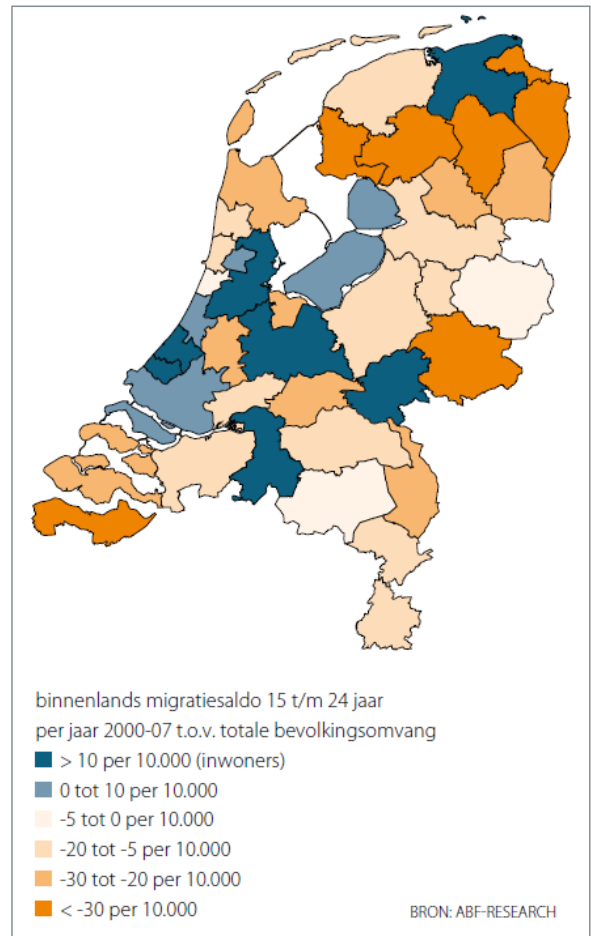 binnenlands migratiesaldo 15 t/m 24 jaar
per jaar 2000-07 t.o.v. totale bevolkingsomvang
> 10 per 10.000 (inwoners)
0 tot 10 per 10.000
-5 tot 0 per 10.000
-20 tot -5 per 10.000
-30 tot -20 per 10.000
< -30 per 10.000
BRON: ABF-RESEARCH